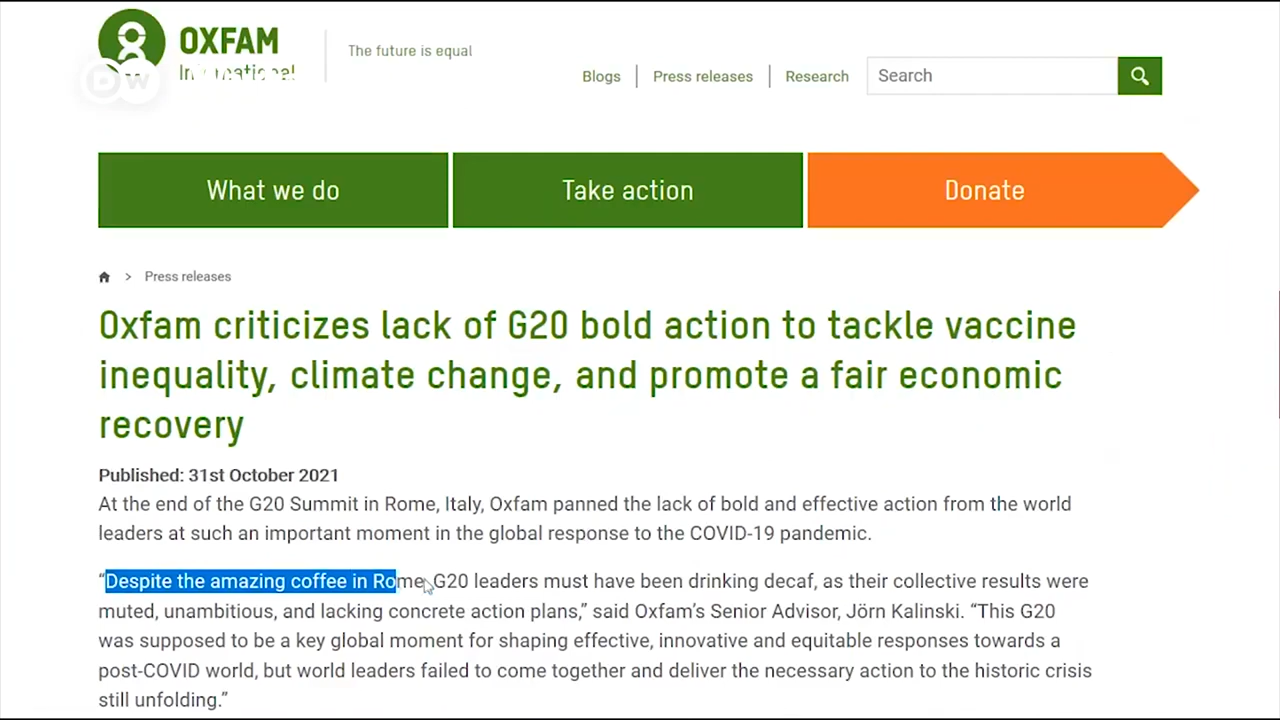 OXFAM
International
The future is equal
Blogs
Press releases
Research
Search
DW
What we do
Take action
Donate
> Press releases
Oxfam criticizes lack of G20 bold action to tackle vaccine
inequality, climate change, and promote a fair economic
recovery
Published: 31st October 2021
At the end of the G20 Summit in Rome, Italy, Oxfam panned the lack of bold and effective action from the world
leaders at such an important moment in the global response to the COVID-19 pandemic.
“Despite the amazing coffee in Rome, G20 leaders must have been drinking decaf, as their collective results were
muted, unambitious, and lacking concrete action plans,” said Oxfam’s Senior Advisor, Jörn Kalinski. “This G20
was supposed to be a key global moment for shaping effective, innovative and equitable responses towards a
post-COVID world, but world leaders failed to come together and deliver the necessary action to the historic crisis
still unfolding.”